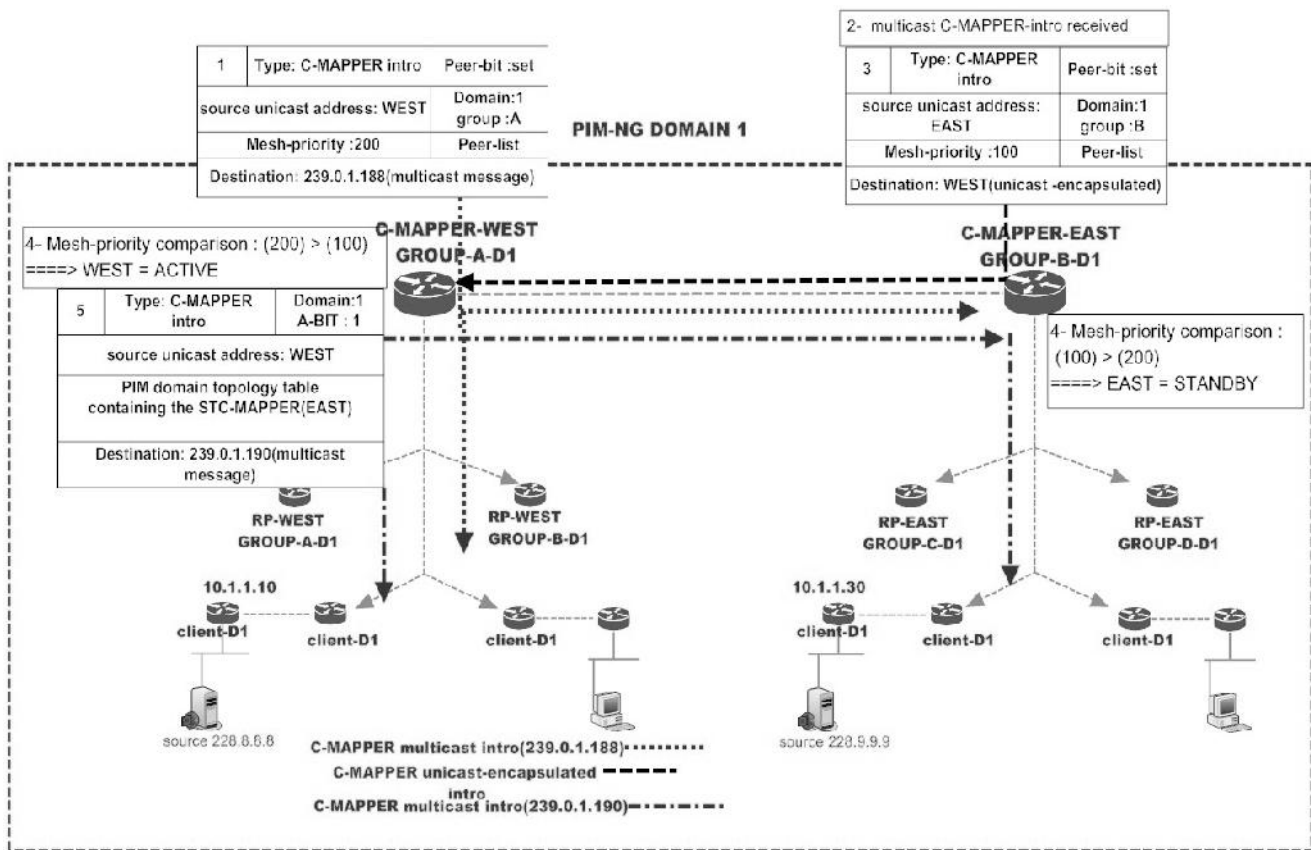 2- multicast C-MAPPER-intro received
1 Type: C-MAPPER intro Peer-bit :set
source unicast address: WEST Domain:1
group :A
Mesh-priority :200 Peer-list
Destination: 239.0.1.188(multicast message)
3 Type: C-MAPPER Peer-bit :set
intro
source unicast address: Domain:1
EAST group :B
Mesh-priority :100 Peer-list
Destination: WEST(unicast -encapsulated)
PIM-NG DOMAIN 1
C-MAPPER-WEST
GROUP-A-D1
C-MAPPER-EAST
GROUP-B-D1
4- Mesh-priority comparison : (200) > (100)
====> WEST = ACTIVE
5 Type: C-MAPPER Domain:1
intro A-BIT : 1
source unicast address: WEST
PIM domain topology table
containing the STC-MAPPER(EAST)
Destination: 239.0.1.190(multicast
message)
4- Mesh-priority comparison :
(100) > (200)
====> EAST = STANDBY
RP-WEST
GROUP-A-D1
RP-WEST
GROUP-B-D1
RP-EAST
GROUP-C-D1
RP-EAST
GROUP-D-D1
10.1.1.10
client-D1
client-D1
client-D1
10.1.1.30
client-D1
client-D1
client-D1
source 228.8.8.8
source 228.9.9.9
C-MAPPER multicast intro(239.0.1.188)
C-MAPPER unicast-encapsulated
intro
C-MAPPER multicast intro(239.0.1.190)